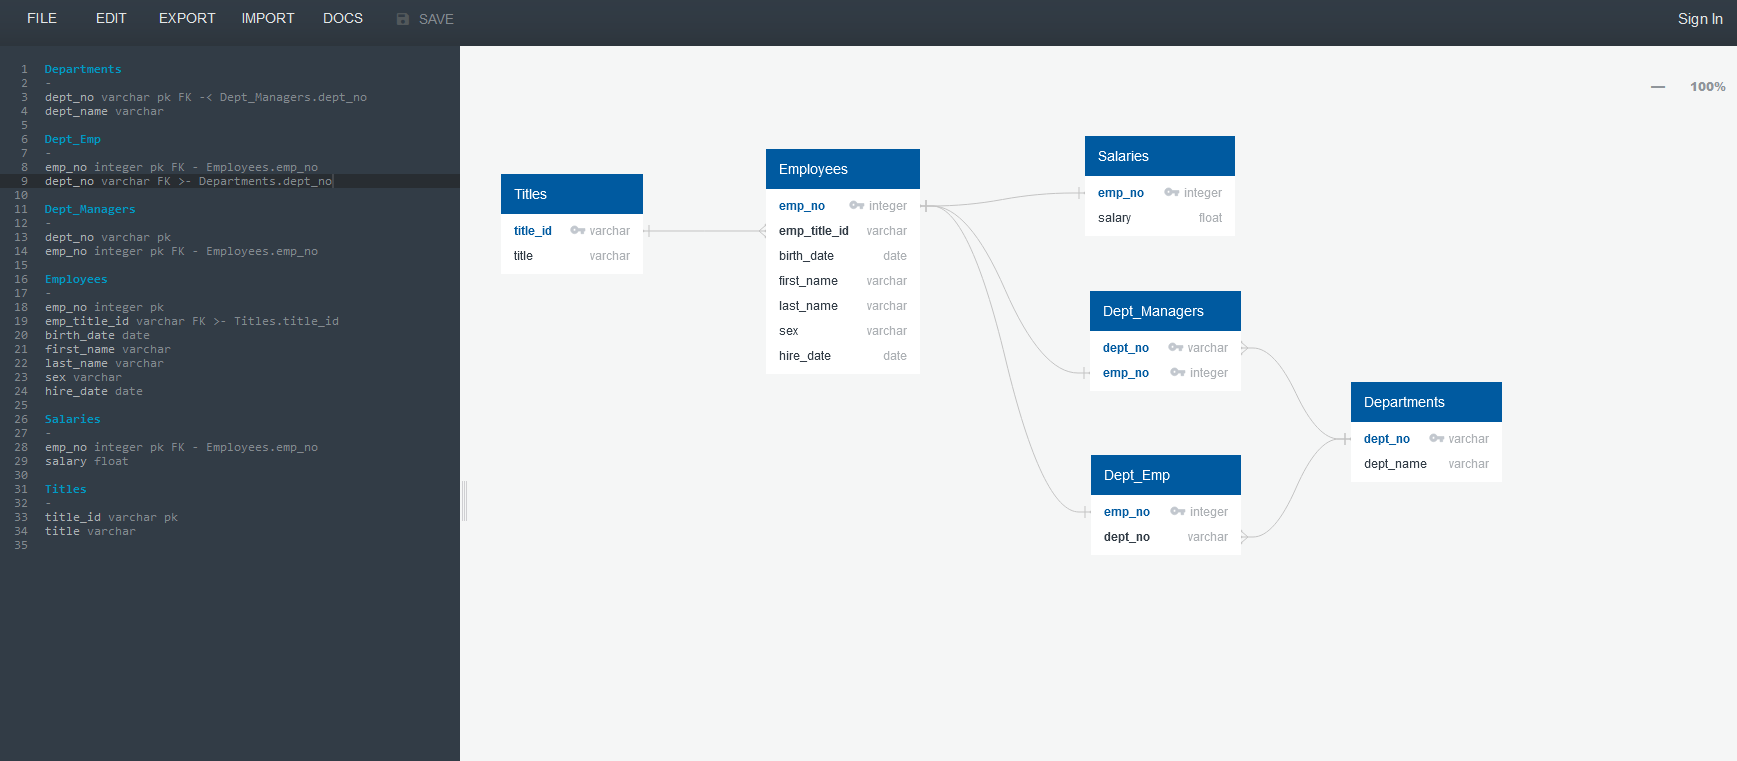 FILE EDIT EXPORT IMPORT DOCS SAVE Sign In
1 Departments
2 -
3 dept_no varchar pk FK -< Dept_Managers.dept_no
4 dept_name varchar
5
6 Dept_Emp
7 -
8 emp_no integer pk FK - Employees.emp_no
9 dept_no varchar FK >- Departments.dept_no
10
11 Dept_Managers
12 -
13 dept_no varchar pk
14 emp_no integer pk FK - Employees.emp_no
15
16 Employees
17 -
18 emp_no integer pk
19 emp_title_id varchar FK >- Titles.title_id
20 birth_date date
21 first_name varchar
22 last_name varchar
23 sex varchar
24 hire_date date
25
26 Salaries
27 -
28 emp_no integer pk FK - Employees.emp_no
29 salary float
30
31 Titles
32 -
33 title_id varchar pk
34 title varchar
35
100%
Titles
title_id varchar
title varchar
Employees
emp_no integer
emp_title_id varchar
birth_date date
first_name varchar
last_name varchar
sex varchar
hire_date date
Salaries
emp_no integer
salary float
Dept_Managers
dept_no varchar
emp_no integer
Dept_Emp
emp_no integer
dept_no varchar
Departments
dept_no varchar
dept_name varchar